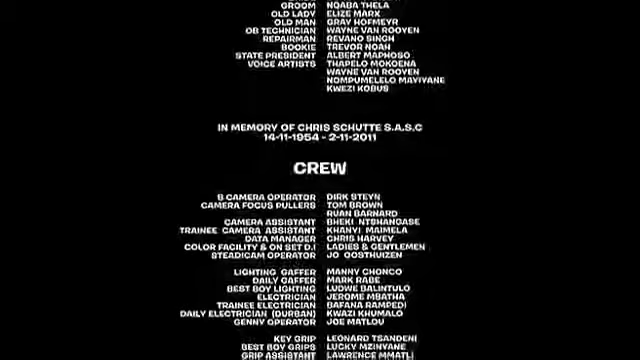 GROOM NQABA THELA
OLD LADY ELIZE MARX
OLD MAN GRAY HOFMEYR
OB TECHNICIAN WAYNE VAN ROOYEN
REPAIRMAN REVANO SINGH
BOOKIE TREVOR NOAH
STATE PRESIDENT ALBERT MAPHOSO
VOICE ARTISTS THAPELO MOKOENA
WAYNE VAN ROOYEN
NOMPUMELELO MAYIYANE
KWEZI KOBUS
IN MEMORY OF CHRIS SCHUTTE S.A.S.C
14-11-1954 - 2-11-2011
CREW
B CAMERA OPERATOR DIRK STEYN
CAMERA FOCUS PULLERS TOM BROWN
RUAN BARNARD
CAMERA ASSISTANT BHEKI NTSHANGASE
TRAINEE CAMERA ASSISTANT KHANYI MAIMELA
DATA MANAGER CHRIS HARVEY
COLOR FACILITY & ON SET D.I LADIES & GENTLEMEN
STEADICAM OPERATOR JO OOSTHUIZEN
LIGHTING GAFFER MANNY CHONCO
DAILY GAFFER MARK RABE
BEST BOY LIGHTING LUDWE BALINTULO
ELECTRICIAN JEROME MBATHA
TRAINEE ELECTRICIAN BAFANA RAMPEDI
DAILY ELECTRICIAN (DURBAN) KWAZI KHUMALO
GENNY OPERATOR JOE MATLOU
KEY GRIP LEONARD TSANDENI
BEST BOY GRIPS LUCKY MZINYANE
GRIP ASSISTANT LAWRENCE MMATLI